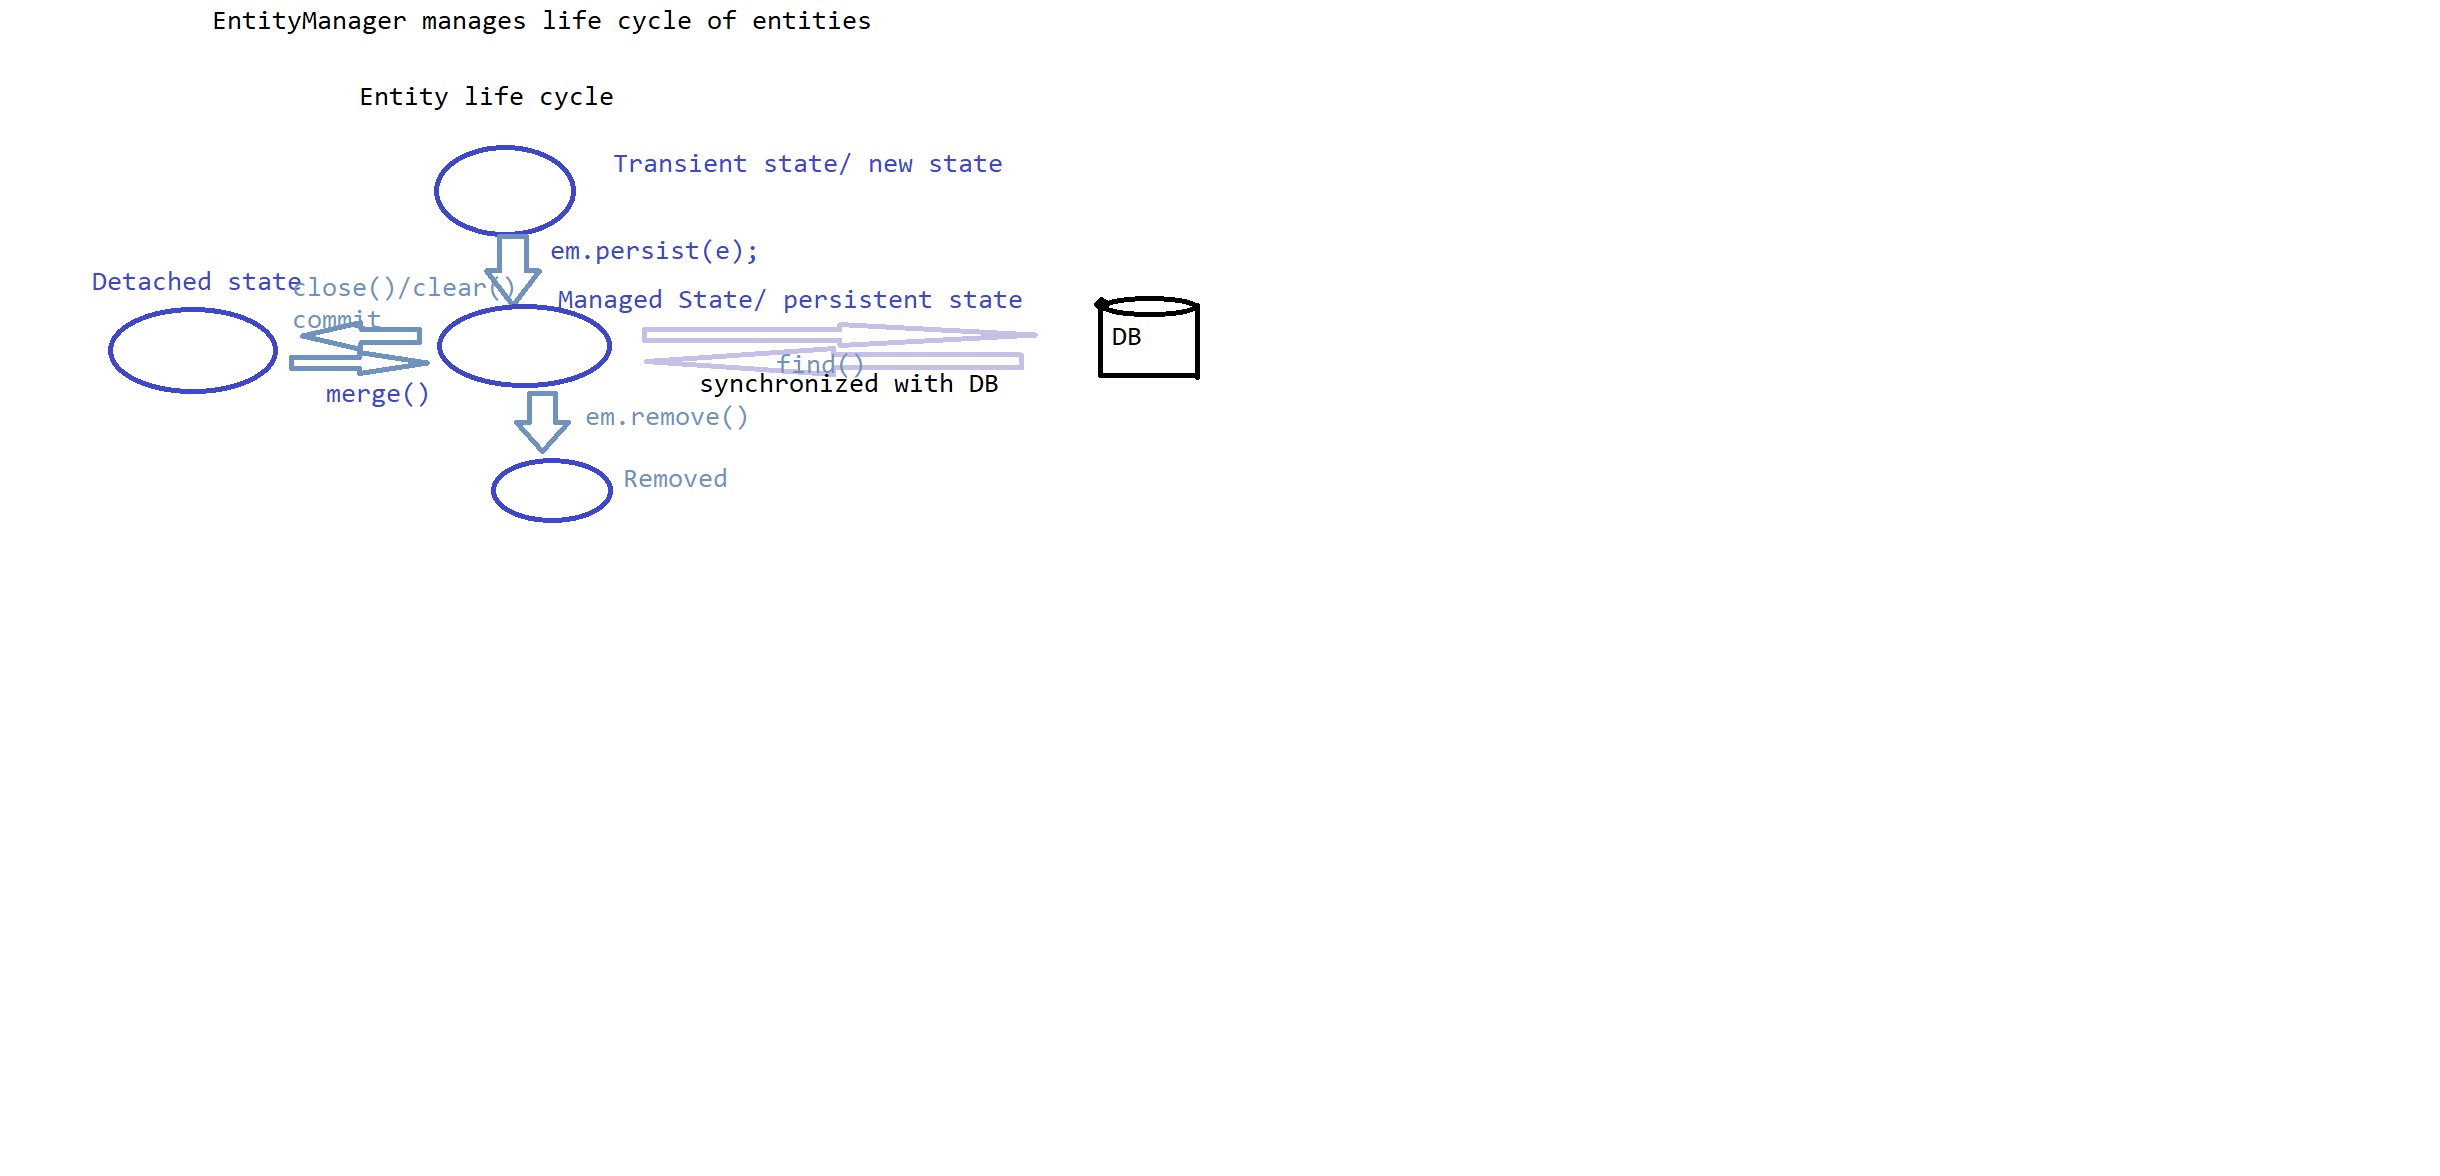 EntityManager manages life cycle of entities
Entity life cycle
Transient state/ new state
em.persist(e);
Detached state
close()/clear()
commit
Managed State/ persistent state
DB
find()
synchronized with DB
merge()
em.remove()
Removed